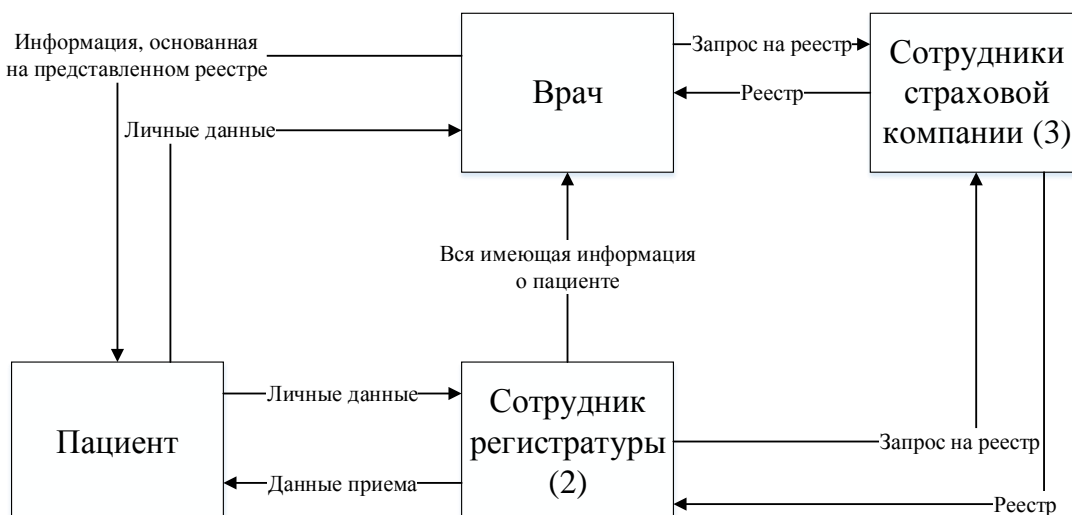 Информация, основанная
на представленном реестре
Врач
Запрос на реестр
Реестр
Сотрудники
страховой
компании (3)
Личные данные
Вся имеющая информация
о пациенте
Пациент
Личные данные
Данные приема
Сотрудник
регистратуры
(2)
Запрос на реестр
Реестр